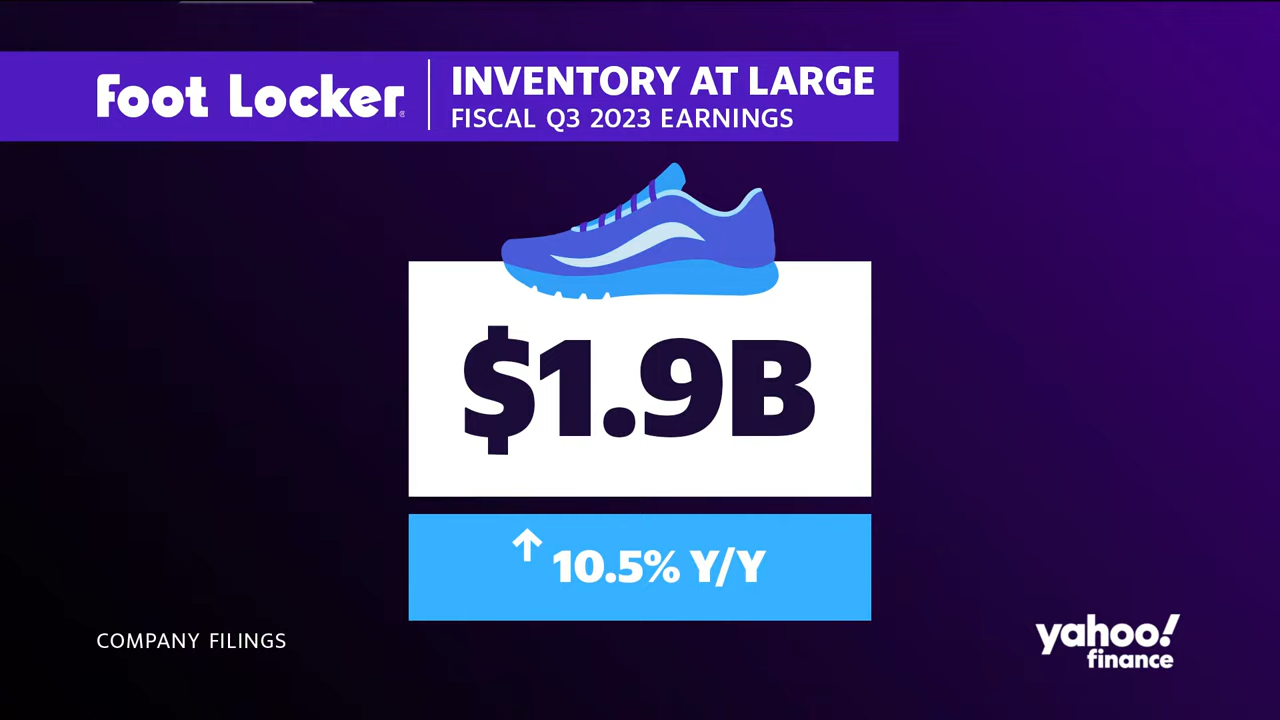 Foot Locker®
INVENTORY AT LARGE
FISCAL Q3 2023 EARNINGS
$1.9B
↑ 10.5% Y/Y
COMPANY FILINGS
yahoo!
finance